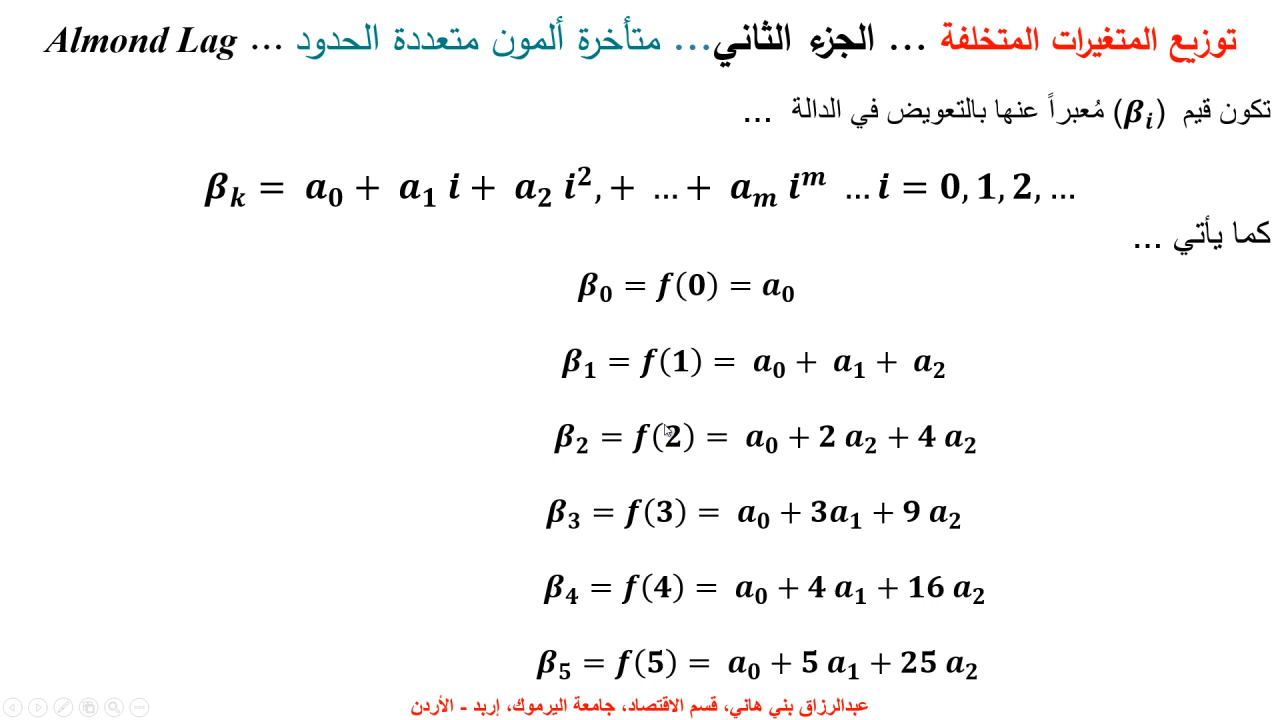 توزيع المتغيرات المتخلفة ... الجزء الثاني... متأخرة ألمون متعددة الحدود ... Almond Lag
تكون قيم (βᵢ) مُعبراً عنها بالتعويض في الدالة ...
βₖ = a₀ + a₁ i + a₂ i², + ... + aₘ iᵐ ... i = 0, 1, 2, ...
كما يأتي ...
β₀ = f(0) = a₀
β₁ = f(1) = a₀ + a₁ + a₂
β₂ = f(2) = a₀ + 2 a₂ + 4 a₂
β₃ = f(3) = a₀ + 3a₁ + 9 a₂
β₄ = f(4) = a₀ + 4 a₁ + 16 a₂
β₅ = f(5) = a₀ + 5 a₁ + 25 a₂
عبدالرزاق بني هاني، قسم الاقتصاد، جامعة اليرموك، إربد - الأردن